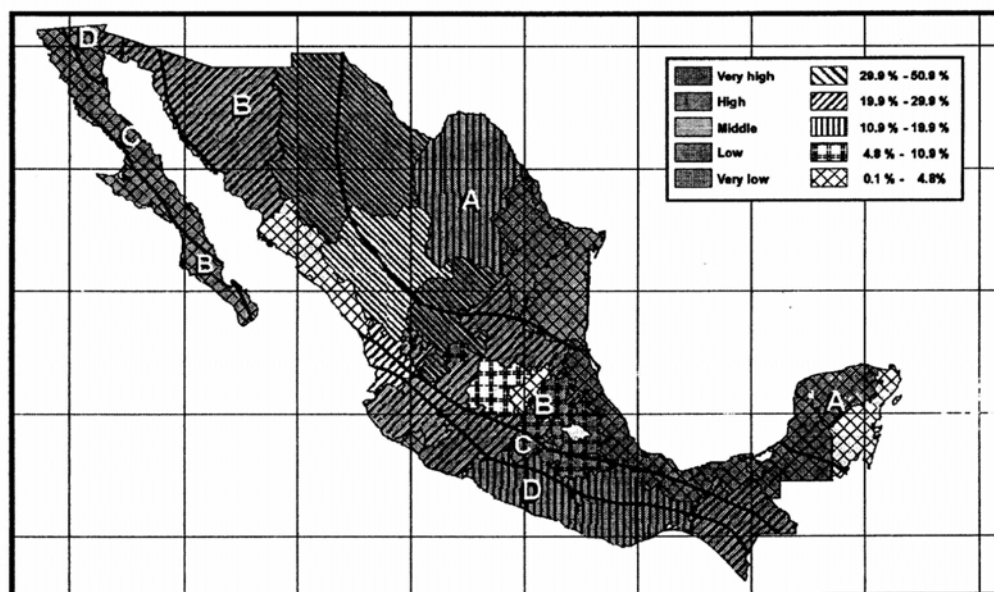 D
B
Very high 29.9 % - 50.9 %
High 19.9 % - 29.9 %
Middle 10.9 % - 19.9 %
Low 4.8 % - 10.9 %
Very low 0.1 % - 4.8%
C
A
B
A
B
C
D